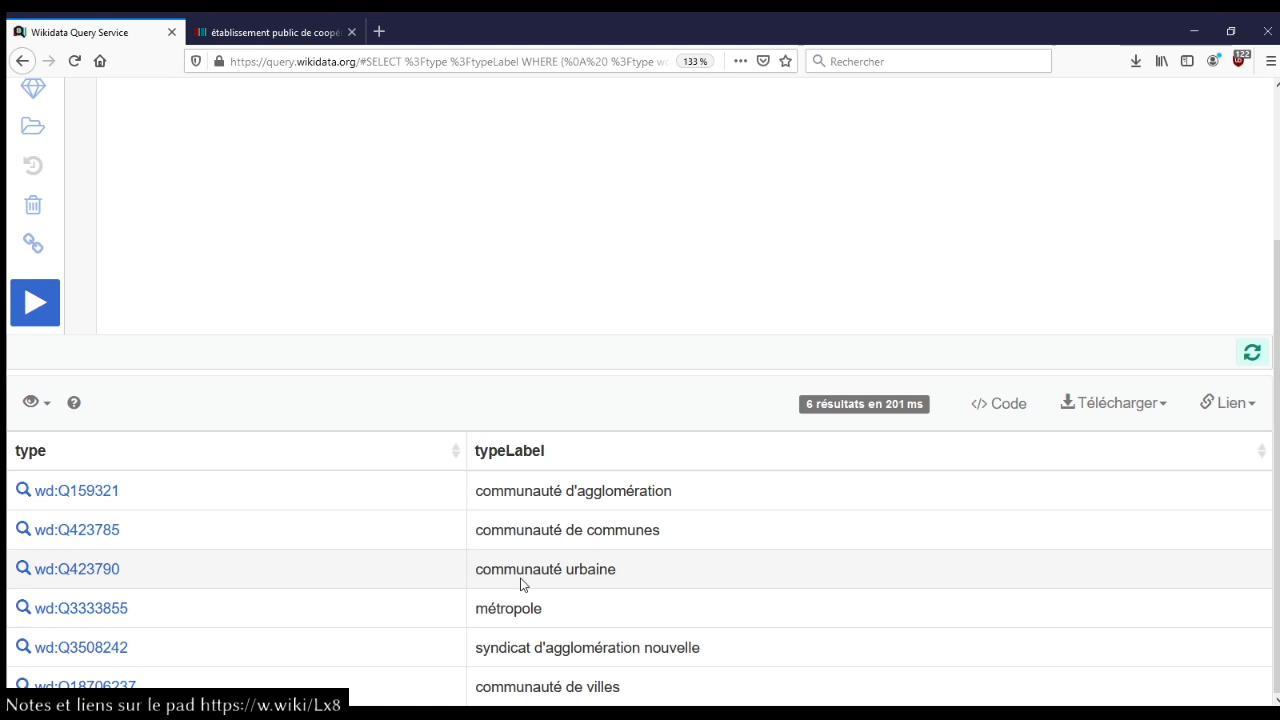 Wikidata Query Service
établissement public de coopé
https://query.wikidata.org/#SELECT %3Ftype %3FtypeLabel WHERE {%0A%20 %3Ftype w
133 %
Rechercher
122
6 résultats en 201 ms
</> Code
Télécharger
Lien
type typeLabel
wd:Q159321 communauté d'agglomération
wd:Q423785 communauté de communes
wd:Q423790 communauté urbaine
wd:Q3333855 métropole
wd:Q3508242 syndicat d'agglomération nouvelle
wd:Q18706237 communauté de villes
Notes et liens sur le pad https://w.wiki/Lx8